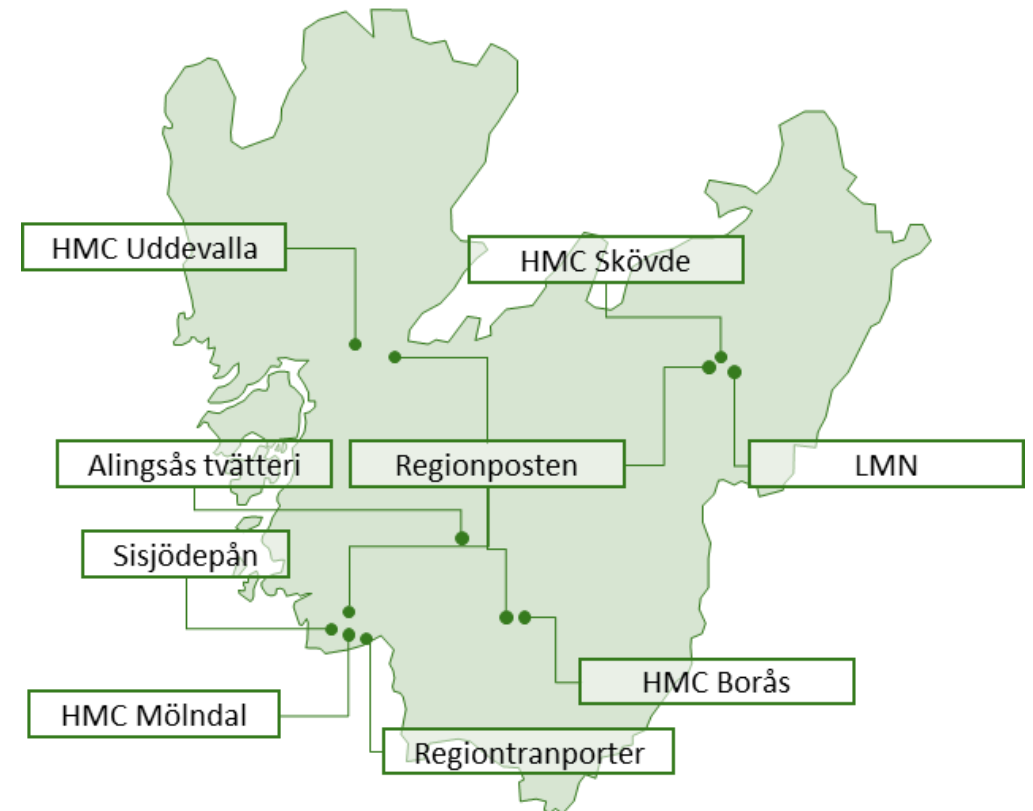 HMC Uddevalla
HMC Skövde
Alingsås tvätteri
Regionposten
LMN
Sisjödepån
HMC Borås
HMC Mölndal
Regiontranporter